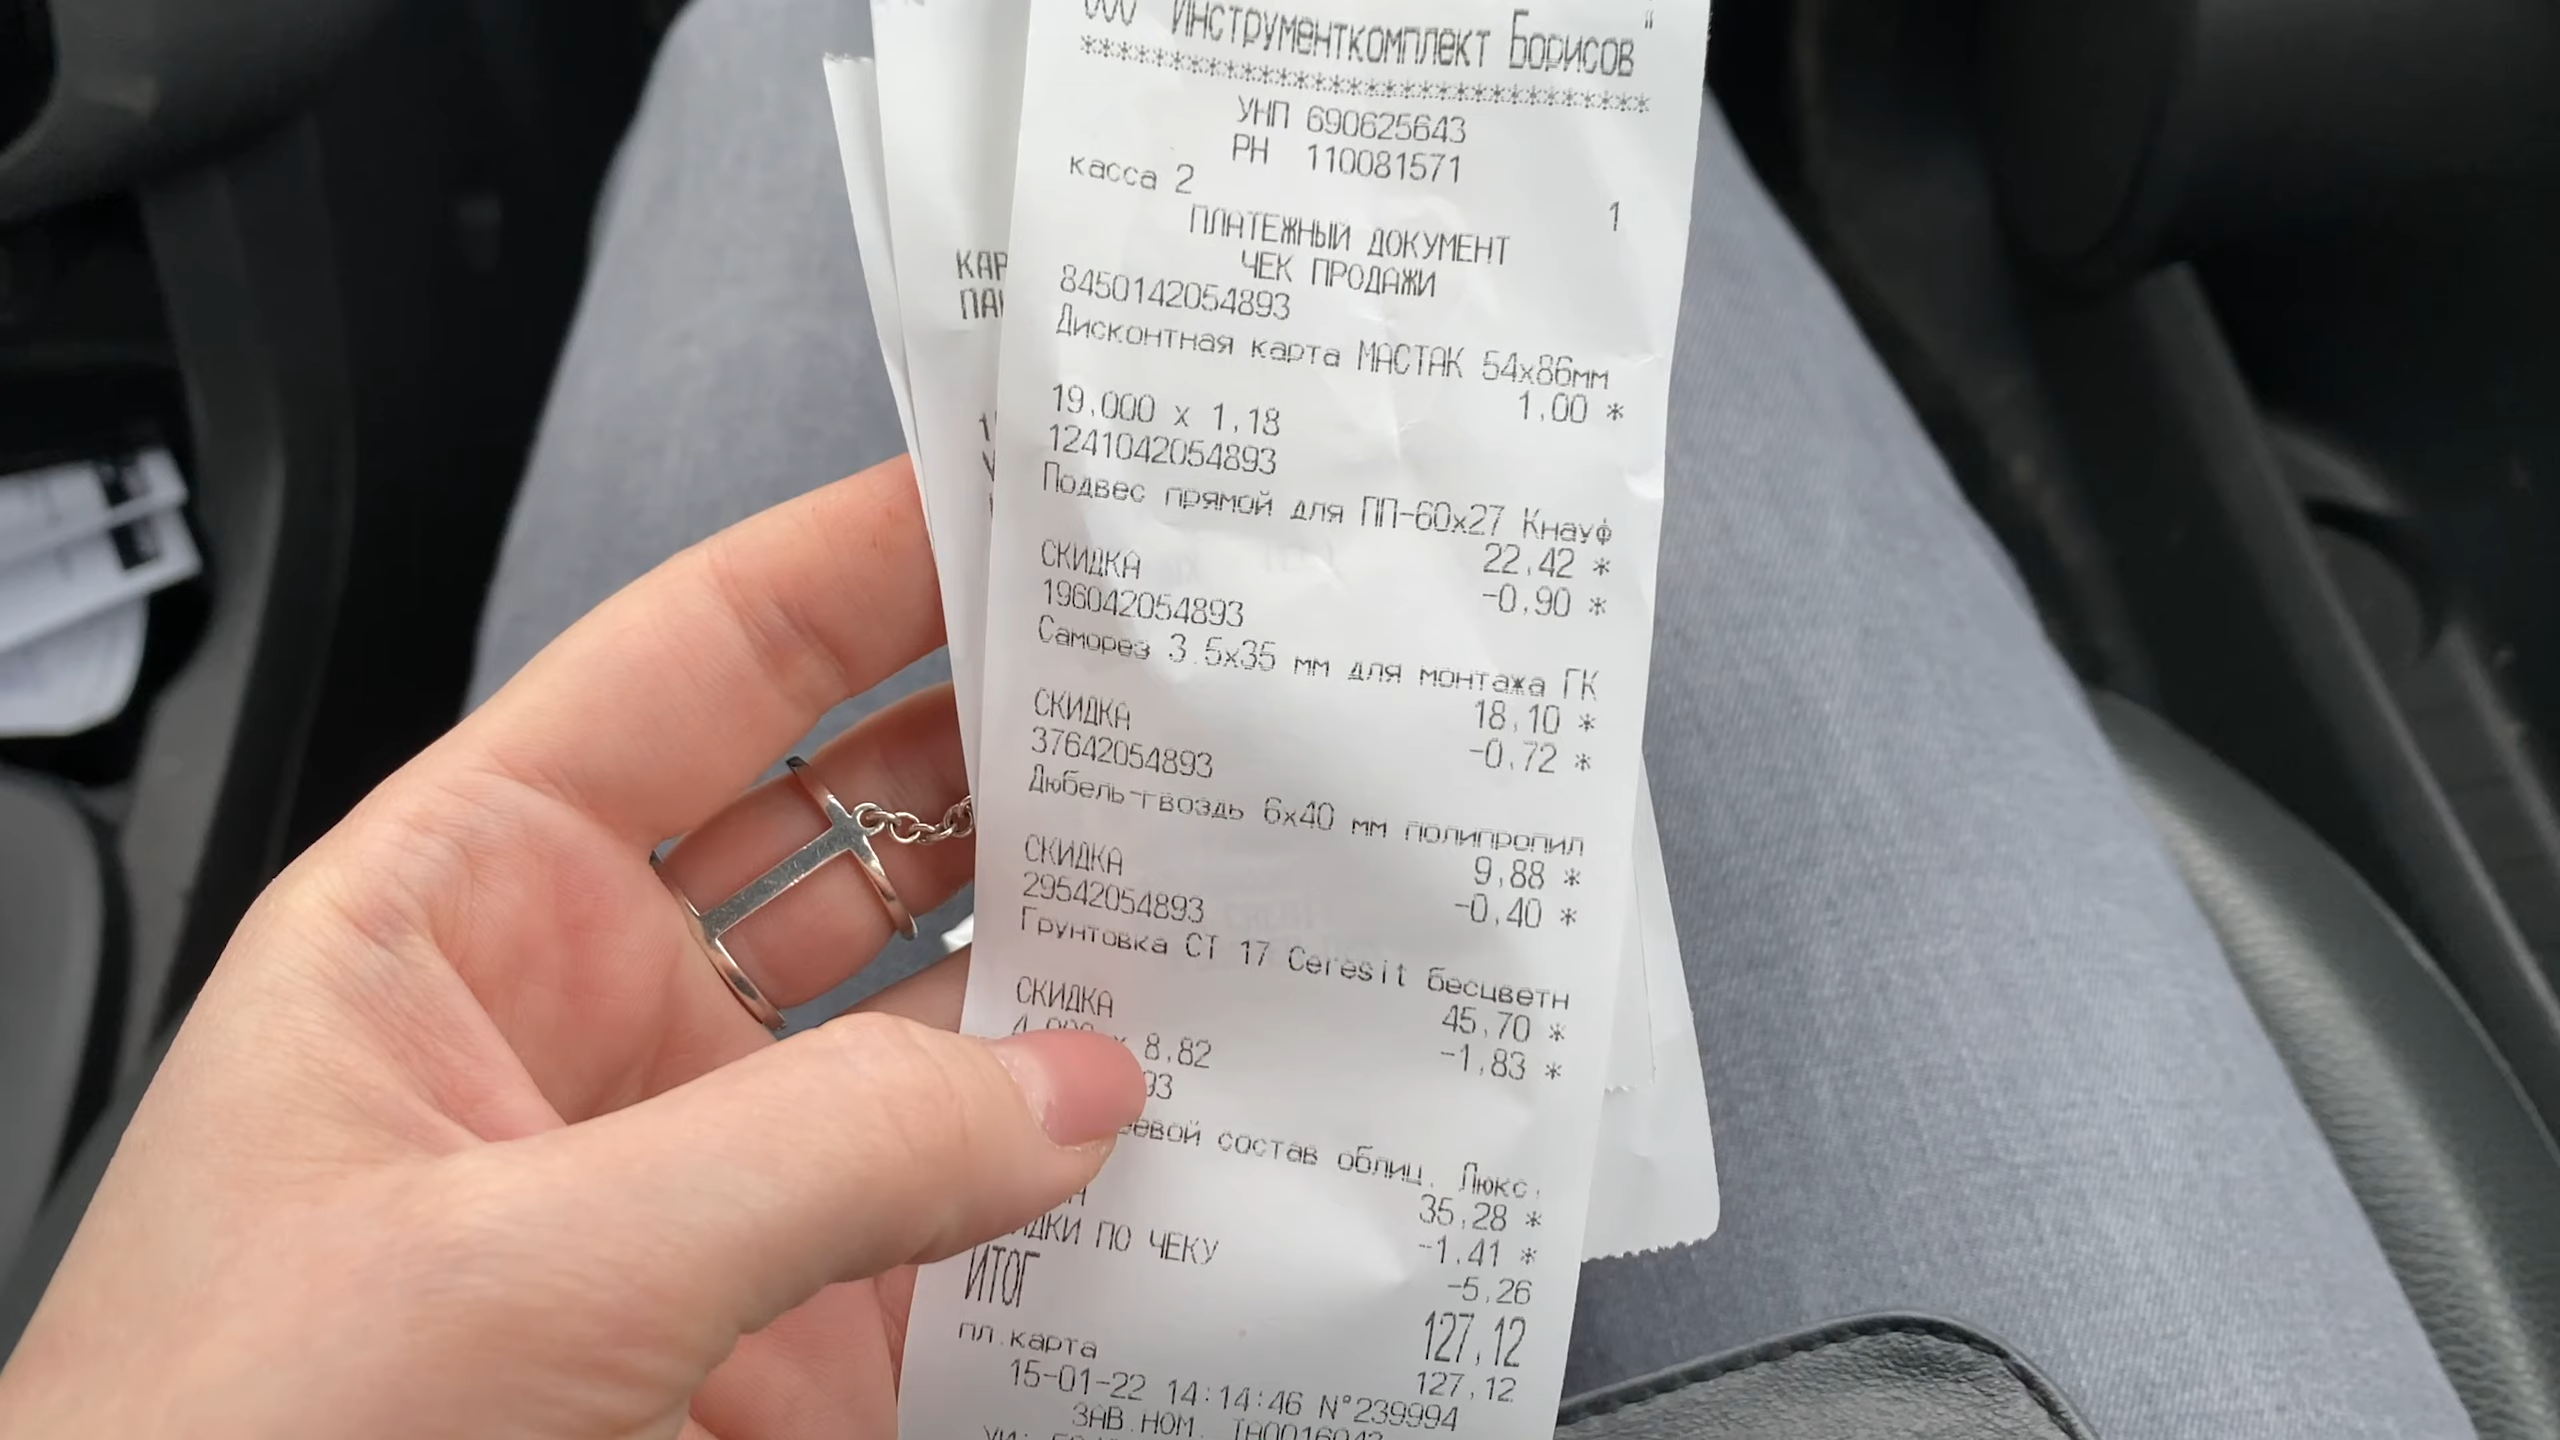 ООО "Инструменткомплект Борисов"
*****************************************
УНП 690625643
РН 110081571
касса 2 1
ПЛАТЕЖНЫЙ ДОКУМЕНТ
ЧЕК ПРОДАЖИ
8450142054893
Дисконтная карта МАСТАК 54х86мм
1,00 *
19,000 х 1,18
1241042054893
Подвес прямой для ПП-60х27 Кнауф
22,42 *
СКИДКА -0,90 *
196042054893
Саморез 3.5х35 мм для монтажа ГК
18,10 *
СКИДКА -0,72 *
37642054893
Дюбель-гвоздь 6х40 мм полипропил
9,88 *
СКИДКА -0,40 *
29542054893
Грунтовка СТ 17 Ceresit бесцветн
45,70 *
СКИДКА -1,83 *
х 8,82
93
состав облиц. Люкс,
35,28 *
-1,41 *
ПО ЧЕКУ -5,26
ИТОГ 127,12
пл.карта 127,12
15-01-22 14:14:46 N°239994
ЗАВ.НОМ.
КАР
ПАН